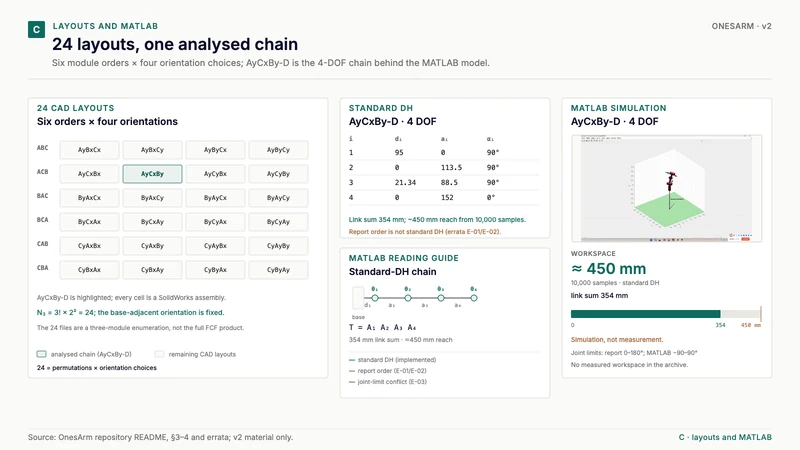 C
LAYOUTS AND MATLAB
ONESARM · v2
24 layouts, one analysed chain
Six module orders × four orientation choices; AyCxBy-D is the 4-DOF chain behind the MATLAB model.
24 CAD LAYOUTS
Six orders × four orientations
ABC AyBxCx AyBxCy AyByCx AyByCy
ACB AyCxBx AyCxBy AyCyBx AyCyBy
BAC ByAxCx ByAxCy ByAyCx ByAyCy
BCA ByCxAx ByCxAy ByCyAx ByCyAy
CAB CyAxBx CyAxBy CyAyBx CyAyBy
CBA CyBxAx CyBxAy CyByAx CyByAy
AyCxBy-D is highlighted; every cell is a SolidWorks assembly.
N₃ = 3! × 2² = 24; the base-adjacent orientation is fixed.
The 24 files are a three-module enumeration, not the full FCF product.
analysed chain (AyCxBy-D)
remaining CAD layouts
24 = permutations × orientation choices
STANDARD DH
AyCxBy-D · 4 DOF
i dᵢ aᵢ αᵢ
1 95 0 90°
2 0 113.5 90°
3 21.34 88.5 90°
4 0 152 0°
Link sum 354 mm; ~450 mm reach from 10,000 samples.
Report order is not standard DH (errata E-01/E-02).
MATLAB READING GUIDE
Standard-DH chain
θ₁ θ₂ θ₃ θ₄
d₁ a₂ a₃ a₄
base
T = A₁ A₂ A₃ A₄
354 mm link sum · ≈450 mm reach
standard DH (implemented)
report order (E-01/E-02)
joint-limit conflict (E-03)
MATLAB SIMULATION
AyCxBy-D · 4 DOF
WORKSPACE
≈ 450 mm
10,000 samples · standard DH
link sum 354 mm
0 354 450 mm
Simulation, not measurement.
Joint limits: report 0–180°; MATLAB −90–90°
No measured workspace in the archive.
Source: OnesArm repository README, §3–4 and errata; v2 material only.
C · layouts and MATLAB